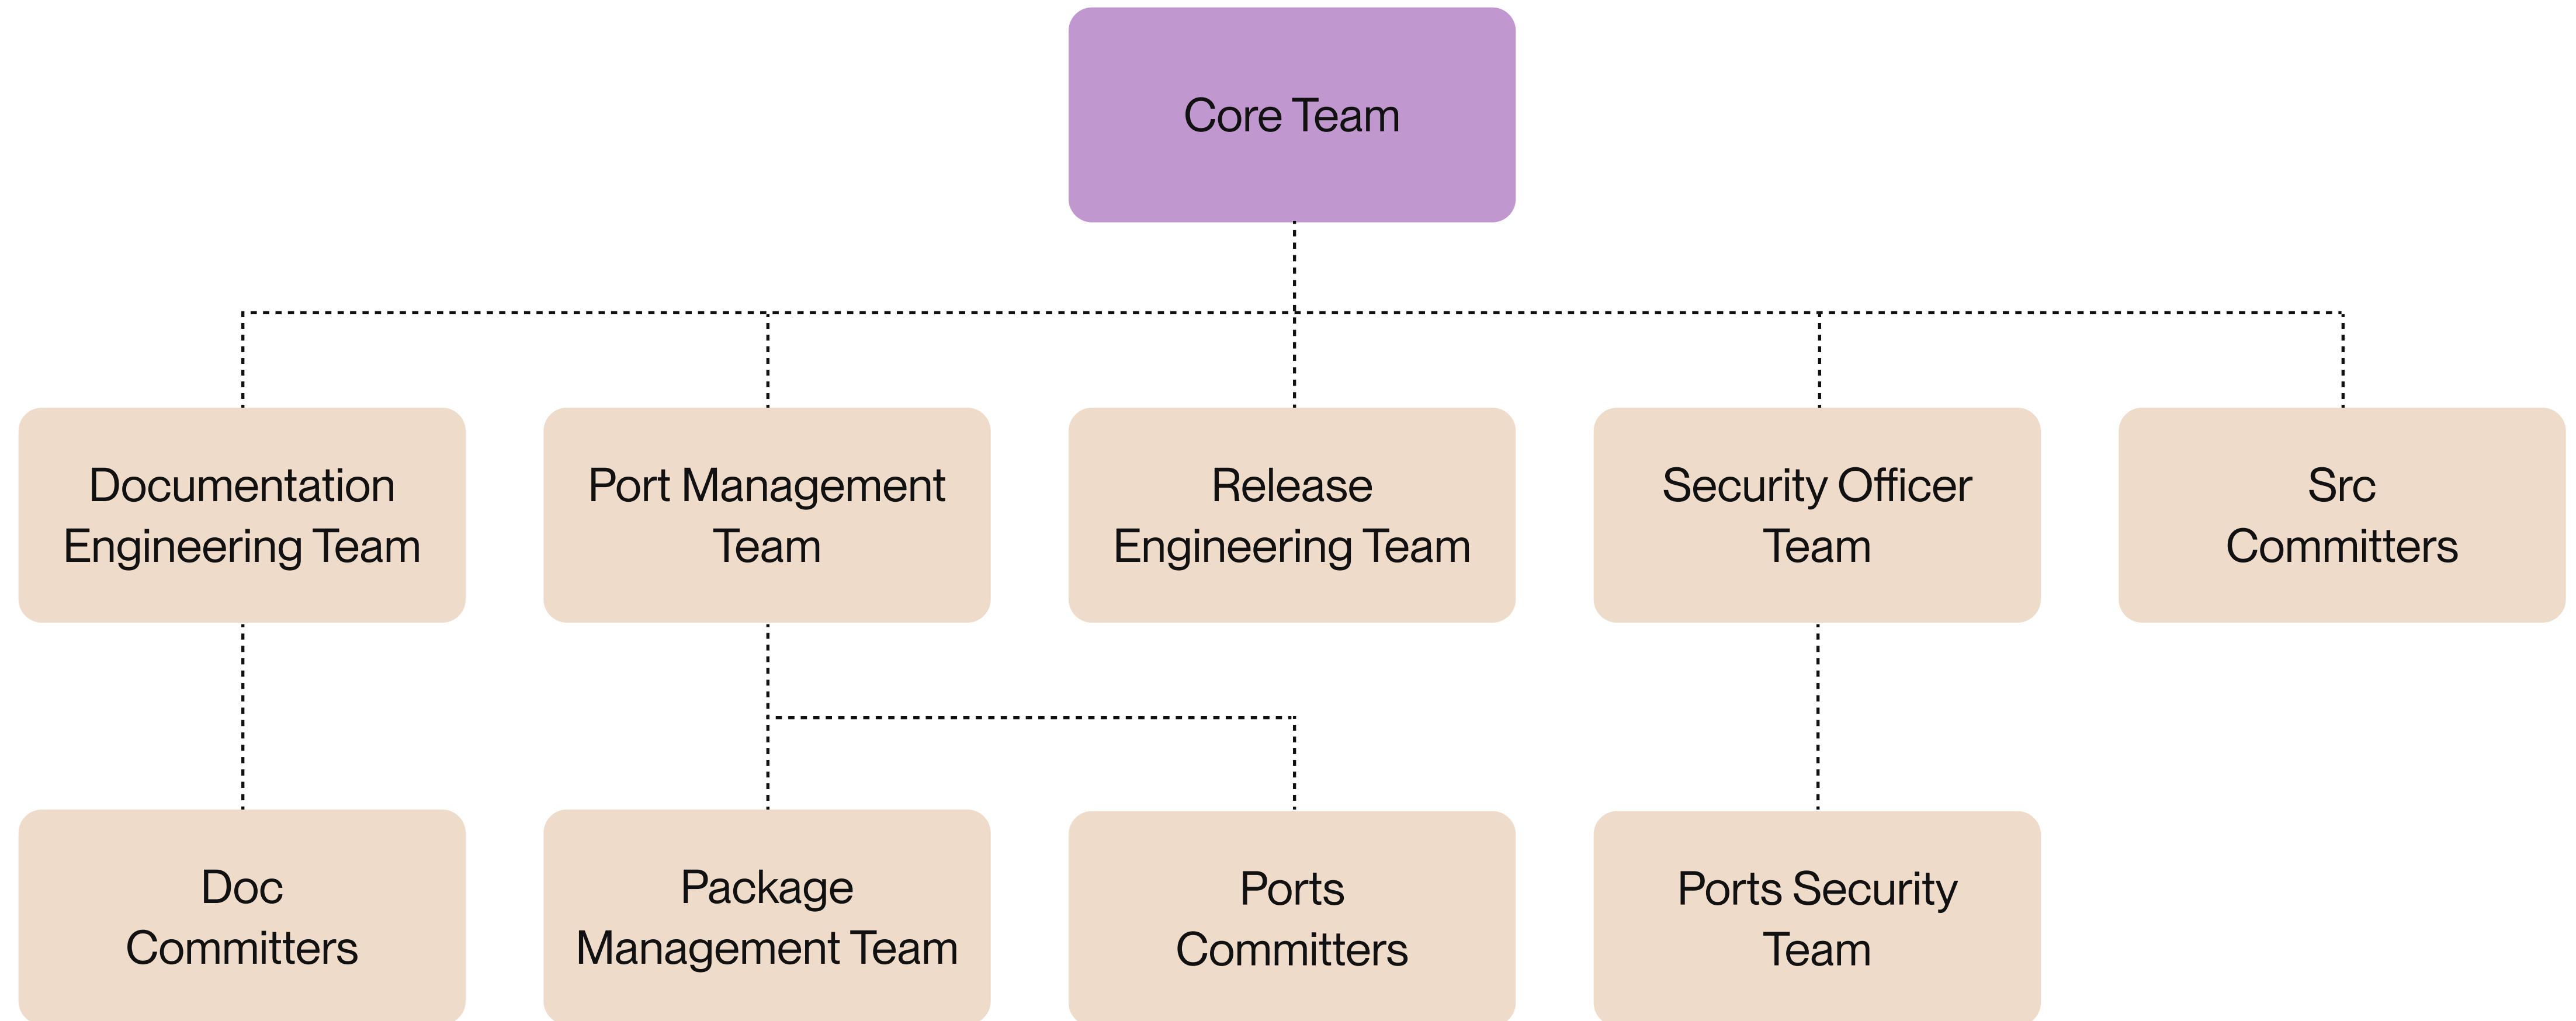 Core Team
Documentation
Engineering Team
Port Management
Team
Release
Engineering Team
Security Officer
Team
Src
Committers
Doc
Committers
Package
Management Team
Ports
Committers
Ports Security
Team